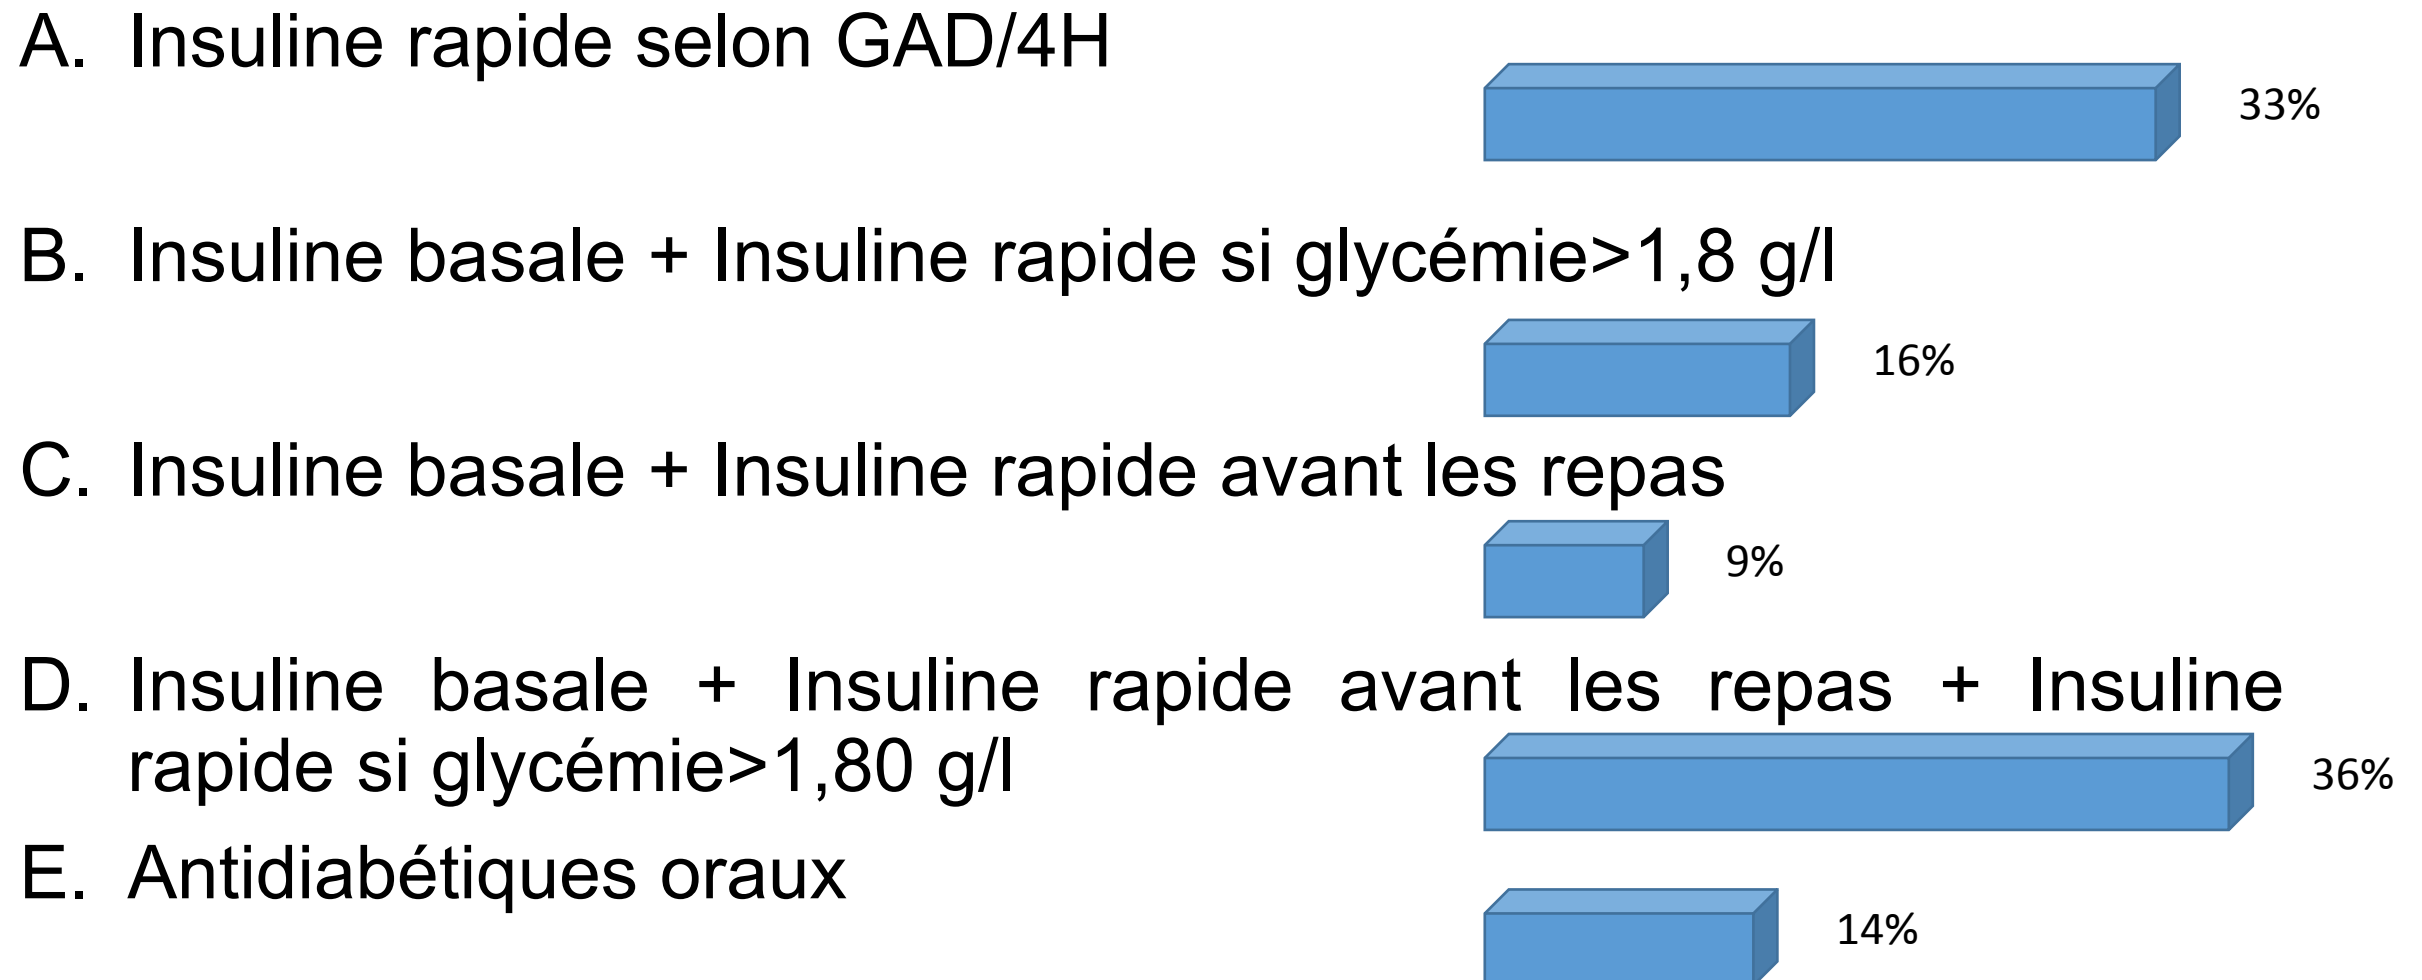 A. Insuline rapide selon GAD/4H
33%
B. Insuline basale + Insuline rapide si glycémie>1,8 g/l
16%
C. Insuline basale + Insuline rapide avant les repas
9%
D. Insuline basale + Insuline rapide avant les repas + Insuline
rapide si glycémie>1,80 g/l
36%
E. Antidiabétiques oraux
14%